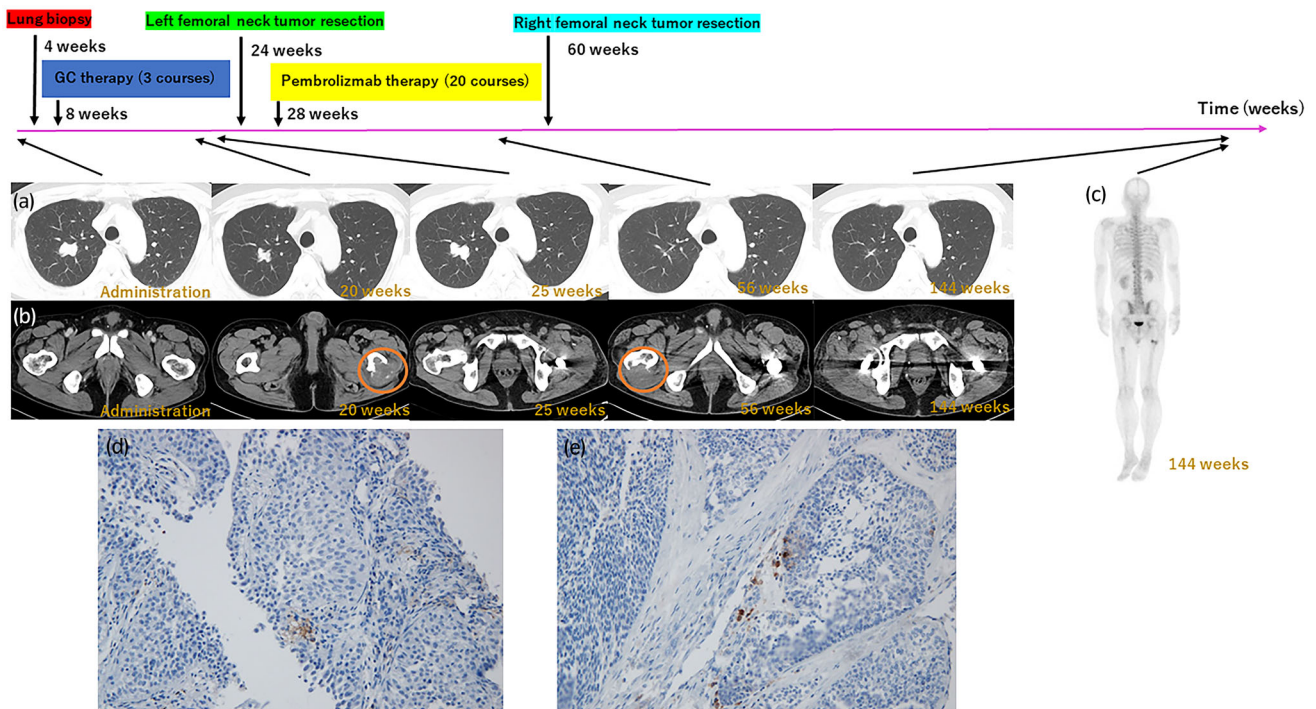 Lung biopsy
Left femoral neck tumor resection
Right femoral neck tumor resection
4 weeks
24 weeks
60 weeks
GC therapy (3 courses)
Pembrolizmab therapy (20 courses)
8 weeks
28 weeks
Time (weeks)
(a)
Administration
20 weeks
25 weeks
56 weeks
144 weeks
(b)
Administration
20 weeks
25 weeks
56 weeks
144 weeks
(c)
144 weeks
(d)
(e)